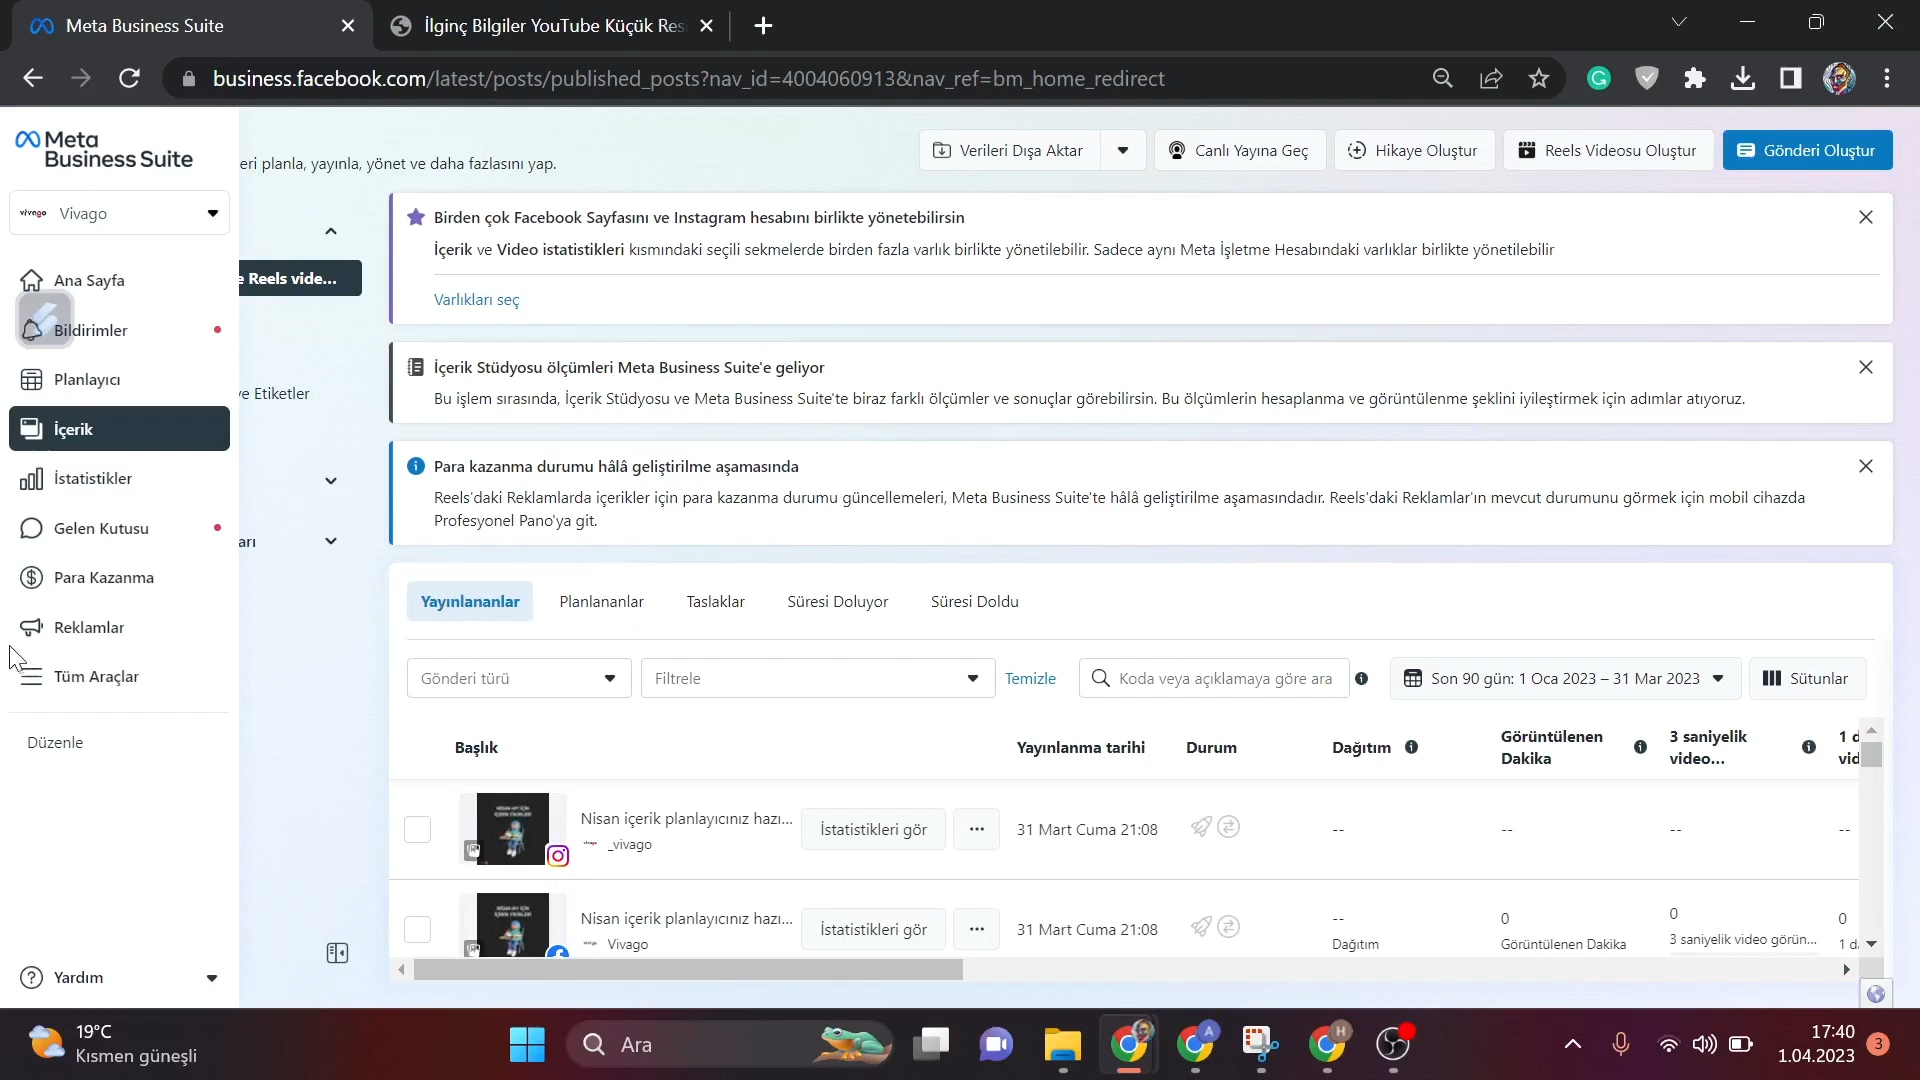 Meta Business Suite
İlginç Bilgiler YouTube Küçük Res
business.facebook.com/latest/posts/published_posts?nav_id=4004060913&nav_ref=bm_home_redirect
Meta
Business Suite
eri planla, yayınla, yönet ve daha fazlasını yap.
Verileri Dışa Aktar
Canlı Yayına Geç
Hikaye Oluştur
Reels Videosu Oluştur
Gönderi Oluştur
vivago Vivago
Ana Sayfa
Bildirimler
Planlayıcı
İçerik
İstatistikler
Gelen Kutusu
Para Kazanma
Reklamlar
Tüm Araçlar
Düzenle
Yardım
e Reels vide...
ve Etiketler
arı
Birden çok Facebook Sayfasını ve Instagram hesabını birlikte yönetebilirsin
İçerik ve Video istatistikleri kısmındaki seçili sekmelerde birden fazla varlık birlikte yönetilebilir. Sadece aynı Meta İşletme Hesabındaki varlıklar birlikte yönetilebilir
Varlıkları seç
İçerik Stüdyosu ölçümleri Meta Business Suite'e geliyor
Bu işlem sırasında, İçerik Stüdyosu ve Meta Business Suite'te biraz farklı ölçümler ve sonuçlar görebilirsin. Bu ölçümlerin hesaplanma ve görüntülenme şeklini iyileştirmek için adımlar atıyoruz.
Para kazanma durumu hâlâ geliştirilme aşamasında
Reels'daki Reklamlarda içerikler için para kazanma durumu güncellemeleri, Meta Business Suite'te hâlâ geliştirilme aşamasındadır. Reels'daki Reklamlar'ın mevcut durumunu görmek için mobil cihazda
Profesyonel Pano'ya git.
Yayınlananlar
Planlananlar
Taslaklar
Süresi Doluyor
Süresi Doldu
Gönderi türü
Filtrele
Temizle
Koda veya açıklamaya göre ara
Son 90 gün: 1 Oca 2023 – 31 Mar 2023
Sütunlar
Başlık
Yayınlanma tarihi
Durum
Dağıtım
Görüntülenen
Dakika
3 saniyelik
video...
1 d
vid
Nisan içerik planlayıcınız hazı...
_vivago
İstatistikleri gör
...
31 Mart Cuma 21:08
--
--
--
--
Nisan içerik planlayıcınız hazı...
Vivago
İstatistikleri gör
...
31 Mart Cuma 21:08
--
Dağıtım
0
Görüntülenen Dakika
0
3 saniyelik video görün...
0
1 d
19°C
Kısmen güneşli
Ara
A
H
17:40
1.04.2023
3